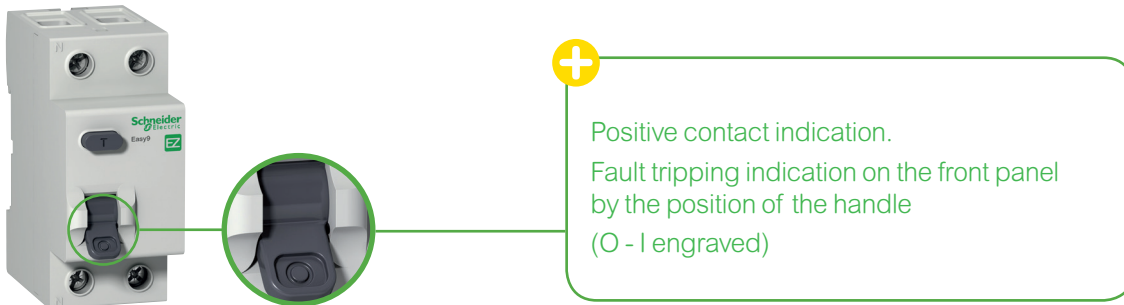 N
Schneider
Electric
T
Easy9
EZ
N
Positive contact indication.
Fault tripping indication on the front panel
by the position of the handle
(O - I engraved)